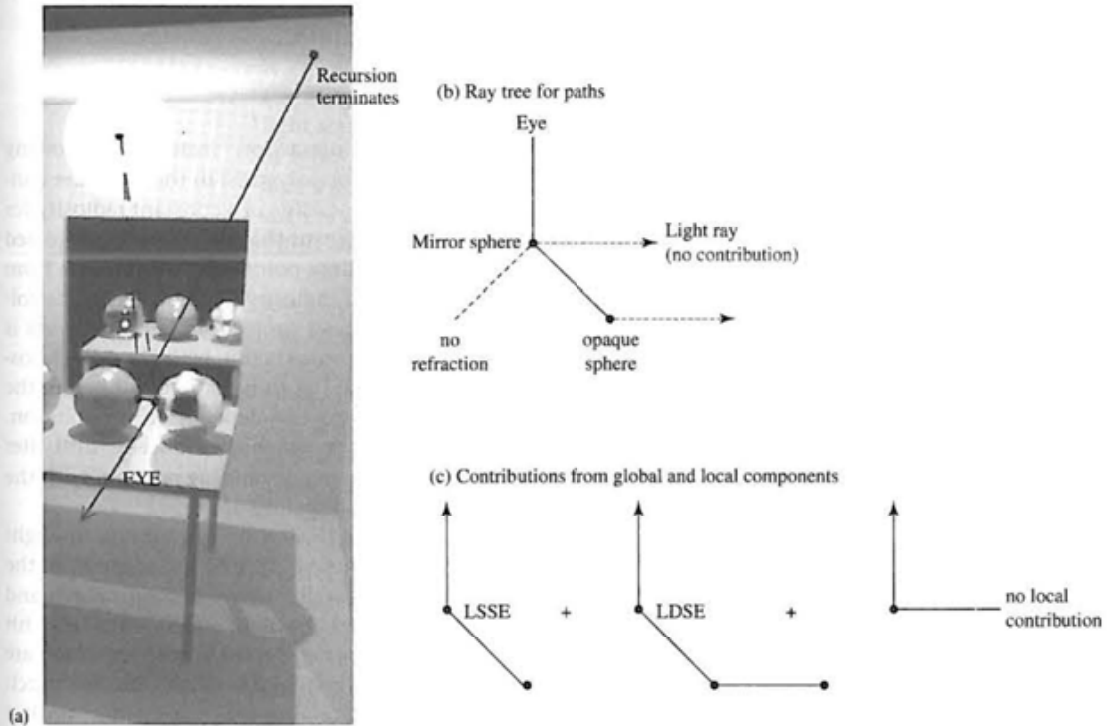 Recursion
terminates
EYE
(a)
(b) Ray tree for paths
Eye
Mirror sphere
Light ray
(no contribution)
no
refraction
opaque
sphere
(c) Contributions from global and local components
LSSE
+
LDSE
+
no local
contribution